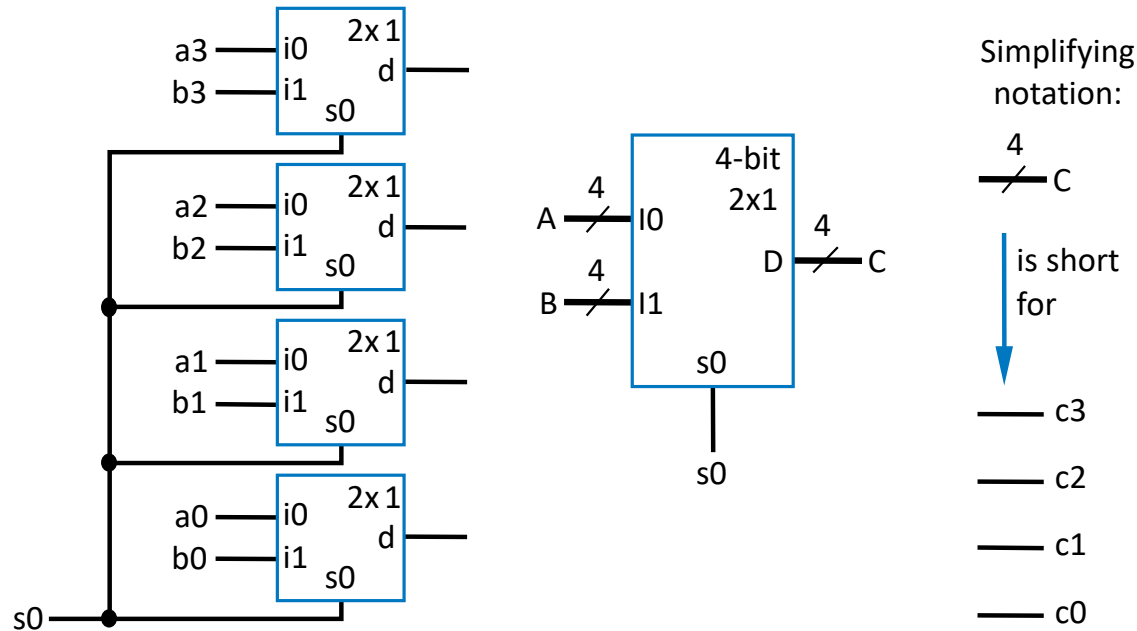 2x1
a3 i0
d
b3 i1
s0
2x1
a2 i0
d
b2 i1
s0
2x1
a1 i0
d
b1 i1
s0
2x1
a0 i0
d
b0 i1
s0
s0
4-bit
2x1
4
A I0
4
D C
4
B I1
s0
s0
Simplifying
notation:
4
C
is short
for
c3
c2
c1
c0